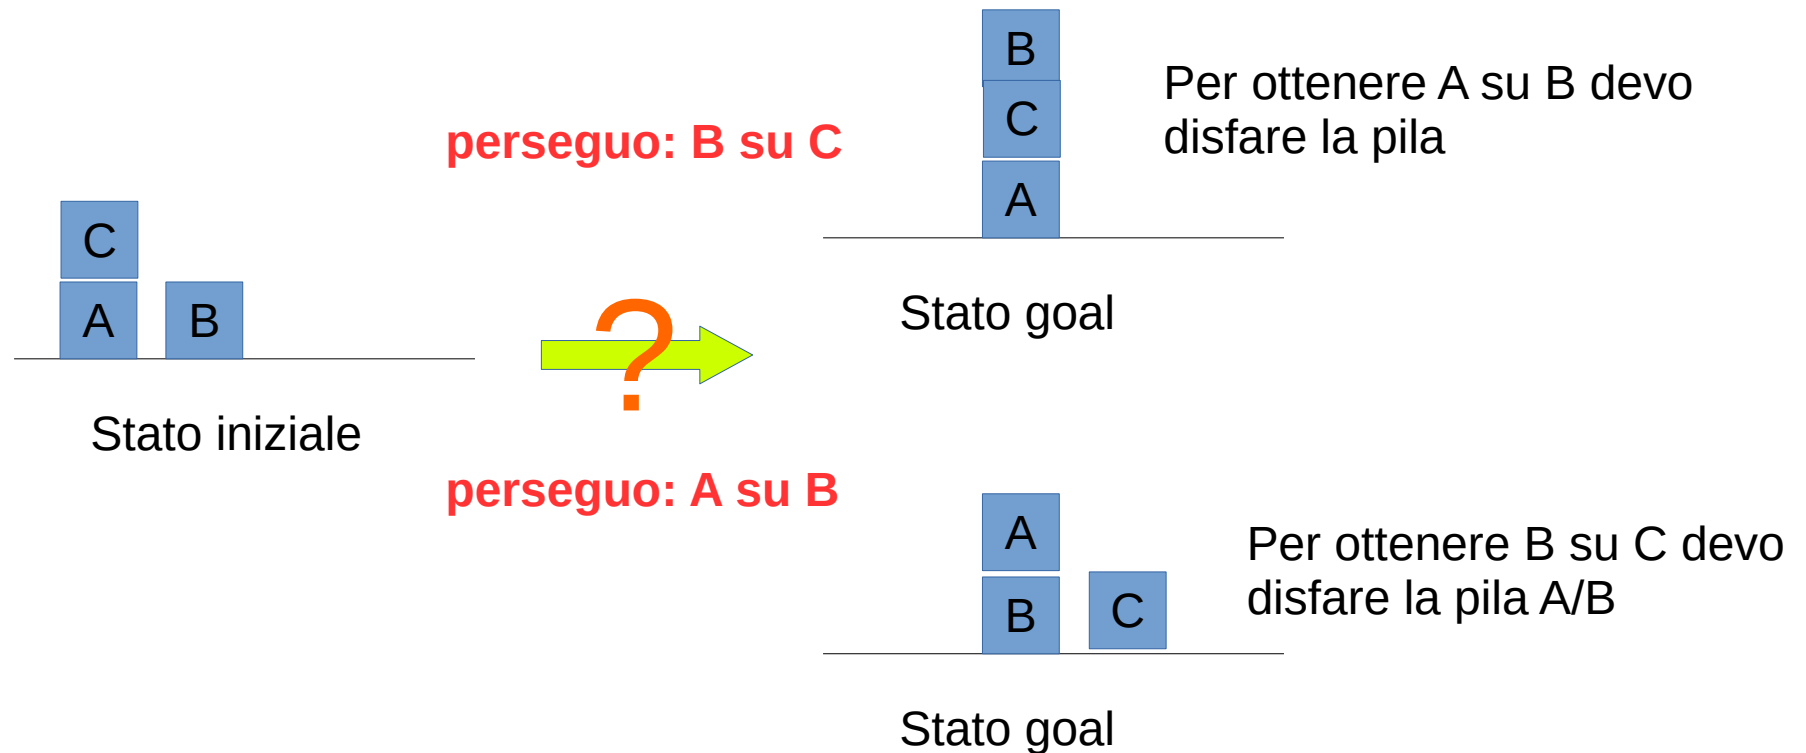 C
A B
Stato iniziale
perseguo: B su C
?
perseguo: A su B
B
C
A
Stato goal
Per ottenere A su B devo
disfare la pila
A
B C
Stato goal
Per ottenere B su C devo
disfare la pila A/B